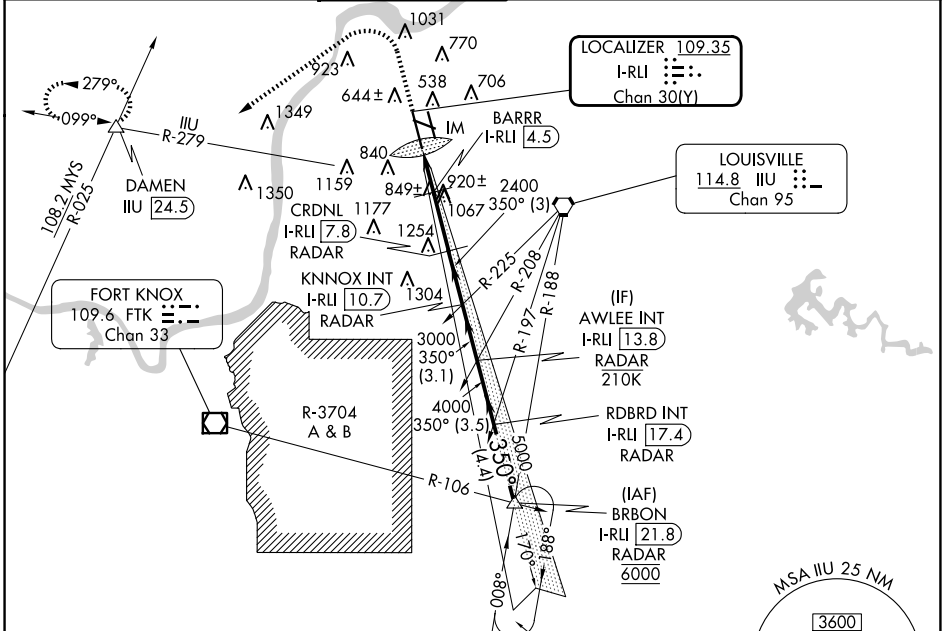 1031
770
923
644 ±
538
706
1349
LOCALIZER 109.35
I-RLI
Chan 30(Y)
279°
099°
IIU
R-279
IM
BARRR
I-RLI 4.5
840
1159
1350
849±
920±
1067
2400
350° (3)
LOUISVILLE
114.8 IIU
Chan 95
DAMEN
IIU 24.5
108.2 MYS
R-025
CRDNL
I-RLI 7.8
RADAR
1177
1254
R-225
R-208
R-197
R-188
KNNOX INT
I-RLI 10.7
RADAR
1304
FORT KNOX
109.6 FTK
Chan 33
3000
350°
(3.1)
(IF)
AWLEE INT
I-RLI 13.8
RADAR
210K
4000
350° (3.5)
RDBRD INT
I-RLI 17.4
RADAR
R-3704
A & B
R-106
350°
5000
(4.4)
(IAF)
BRBON
I-RLI 21.8
RADAR
6000
170°
188°
008°
MSA IIU 25 NM
3600